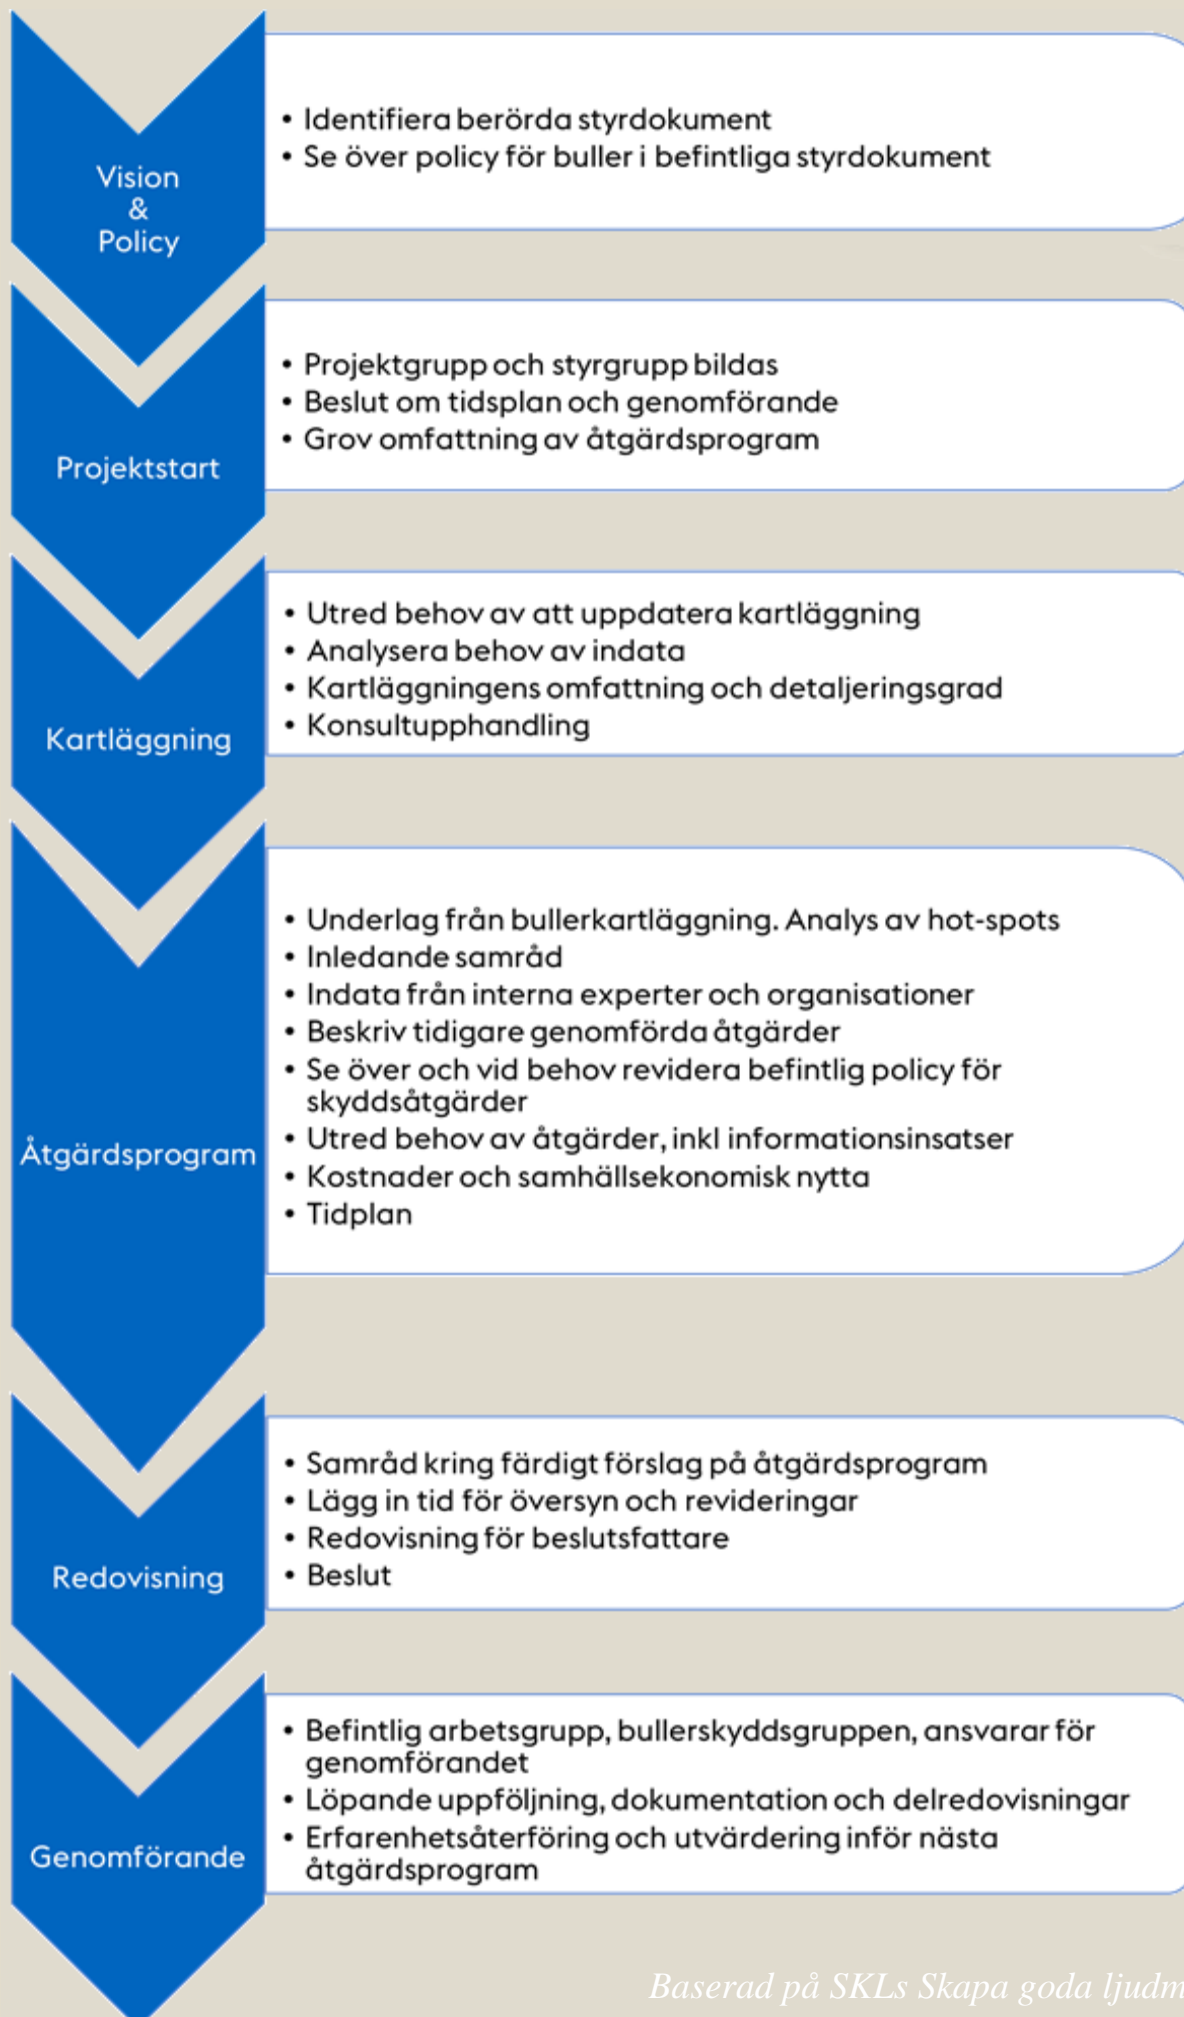 Vision
&
Policy
• Identifiera berörda styrdokument
• Se över policy för buller i befintliga styrdokument
Projektstart
• Projektgrupp och styrgrupp bildas
• Beslut om tidsplan och genomförande
• Grov omfattning av åtgärdsprogram
Kartläggning
• Utred behov av att uppdatera kartläggning
• Analysera behov av indata
• Kartläggningens omfattning och detaljeringsgrad
• Konsultupphandling
Åtgärdsprogram
• Underlag från bullerkartläggning. Analys av hot-spots
• Inledande samråd
• Indata från interna experter och organisationer
• Beskriv tidigare genomförda åtgärder
• Se över och vid behov revidera befintlig policy för
skyddsåtgärder
• Utred behov av åtgärder, inkl informationsinsatser
• Kostnader och samhällsekonomisk nytta
• Tidplan
Redovisning
• Samråd kring färdigt förslag på åtgärdsprogram
• Lägg in tid för översyn och revideringar
• Redovisning för beslutsfattare
• Beslut
Genomförande
• Befintlig arbetsgrupp, bullerskyddsgruppen, ansvarar för
genomförandet
• Löpande uppföljning, dokumentation och delredovisningar
• Erfarenhetsåterföring och utvärdering inför nästa
åtgärdsprogram
Baserad på SKLs Skapa goda